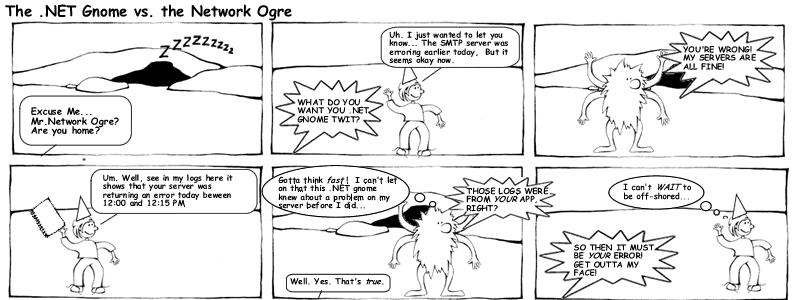 The .NET Gnome vs. the Network Ogre
ZZZZZZZZzz
Excuse Me...
Mr.Network Ogre?
Are you home?
Uh. I just wanted to let you
know... The SMTP server was
erroring earlier today, But it
seems okay now.
WHAT DO YOU
WANT YOU .NET
GNOME TWIT?
YOU'RE WRONG!
MY SERVERS ARE
ALL FINE!
Um. Well, see in my logs here it
shows that your server was
returning an error today beween
12:00 and 12:15 PM
Gotta think fast! I can't let
on that this .NET gnome
knew about a problem on my
server before I did...
THOSE LOGS WERE
FROM YOUR APP,
RIGHT?
Well. Yes. That's true.
I can't WAIT to
be off-shored...
SO THEN IT MUST
BE YOUR ERROR!
GET OUTTA MY
FACE!